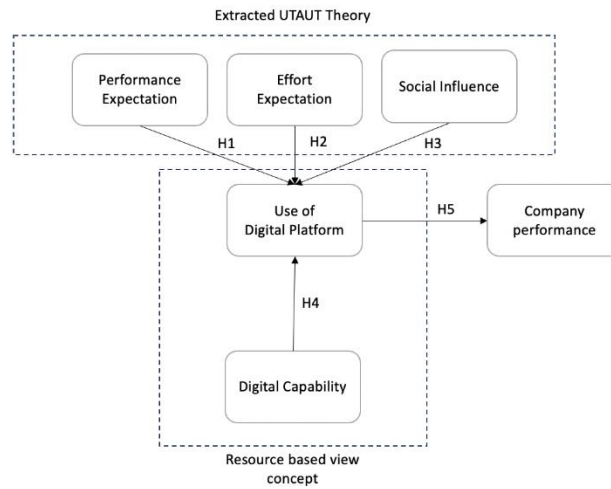 Extracted UTAUT Theory
Performance
Expectation
Effort
Expectation
Social Influence
H1
H2
H3
Use of
Digital Platform
H5
Company
performance
H4
Digital Capability
Resource based view
concept